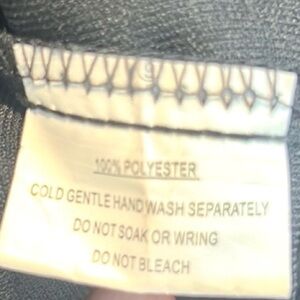 100% POLYESTER
COLD GENTLE HAND WASH SEPARATELY
DO NOT SOAK OR WRING
DO NOT BLEACH